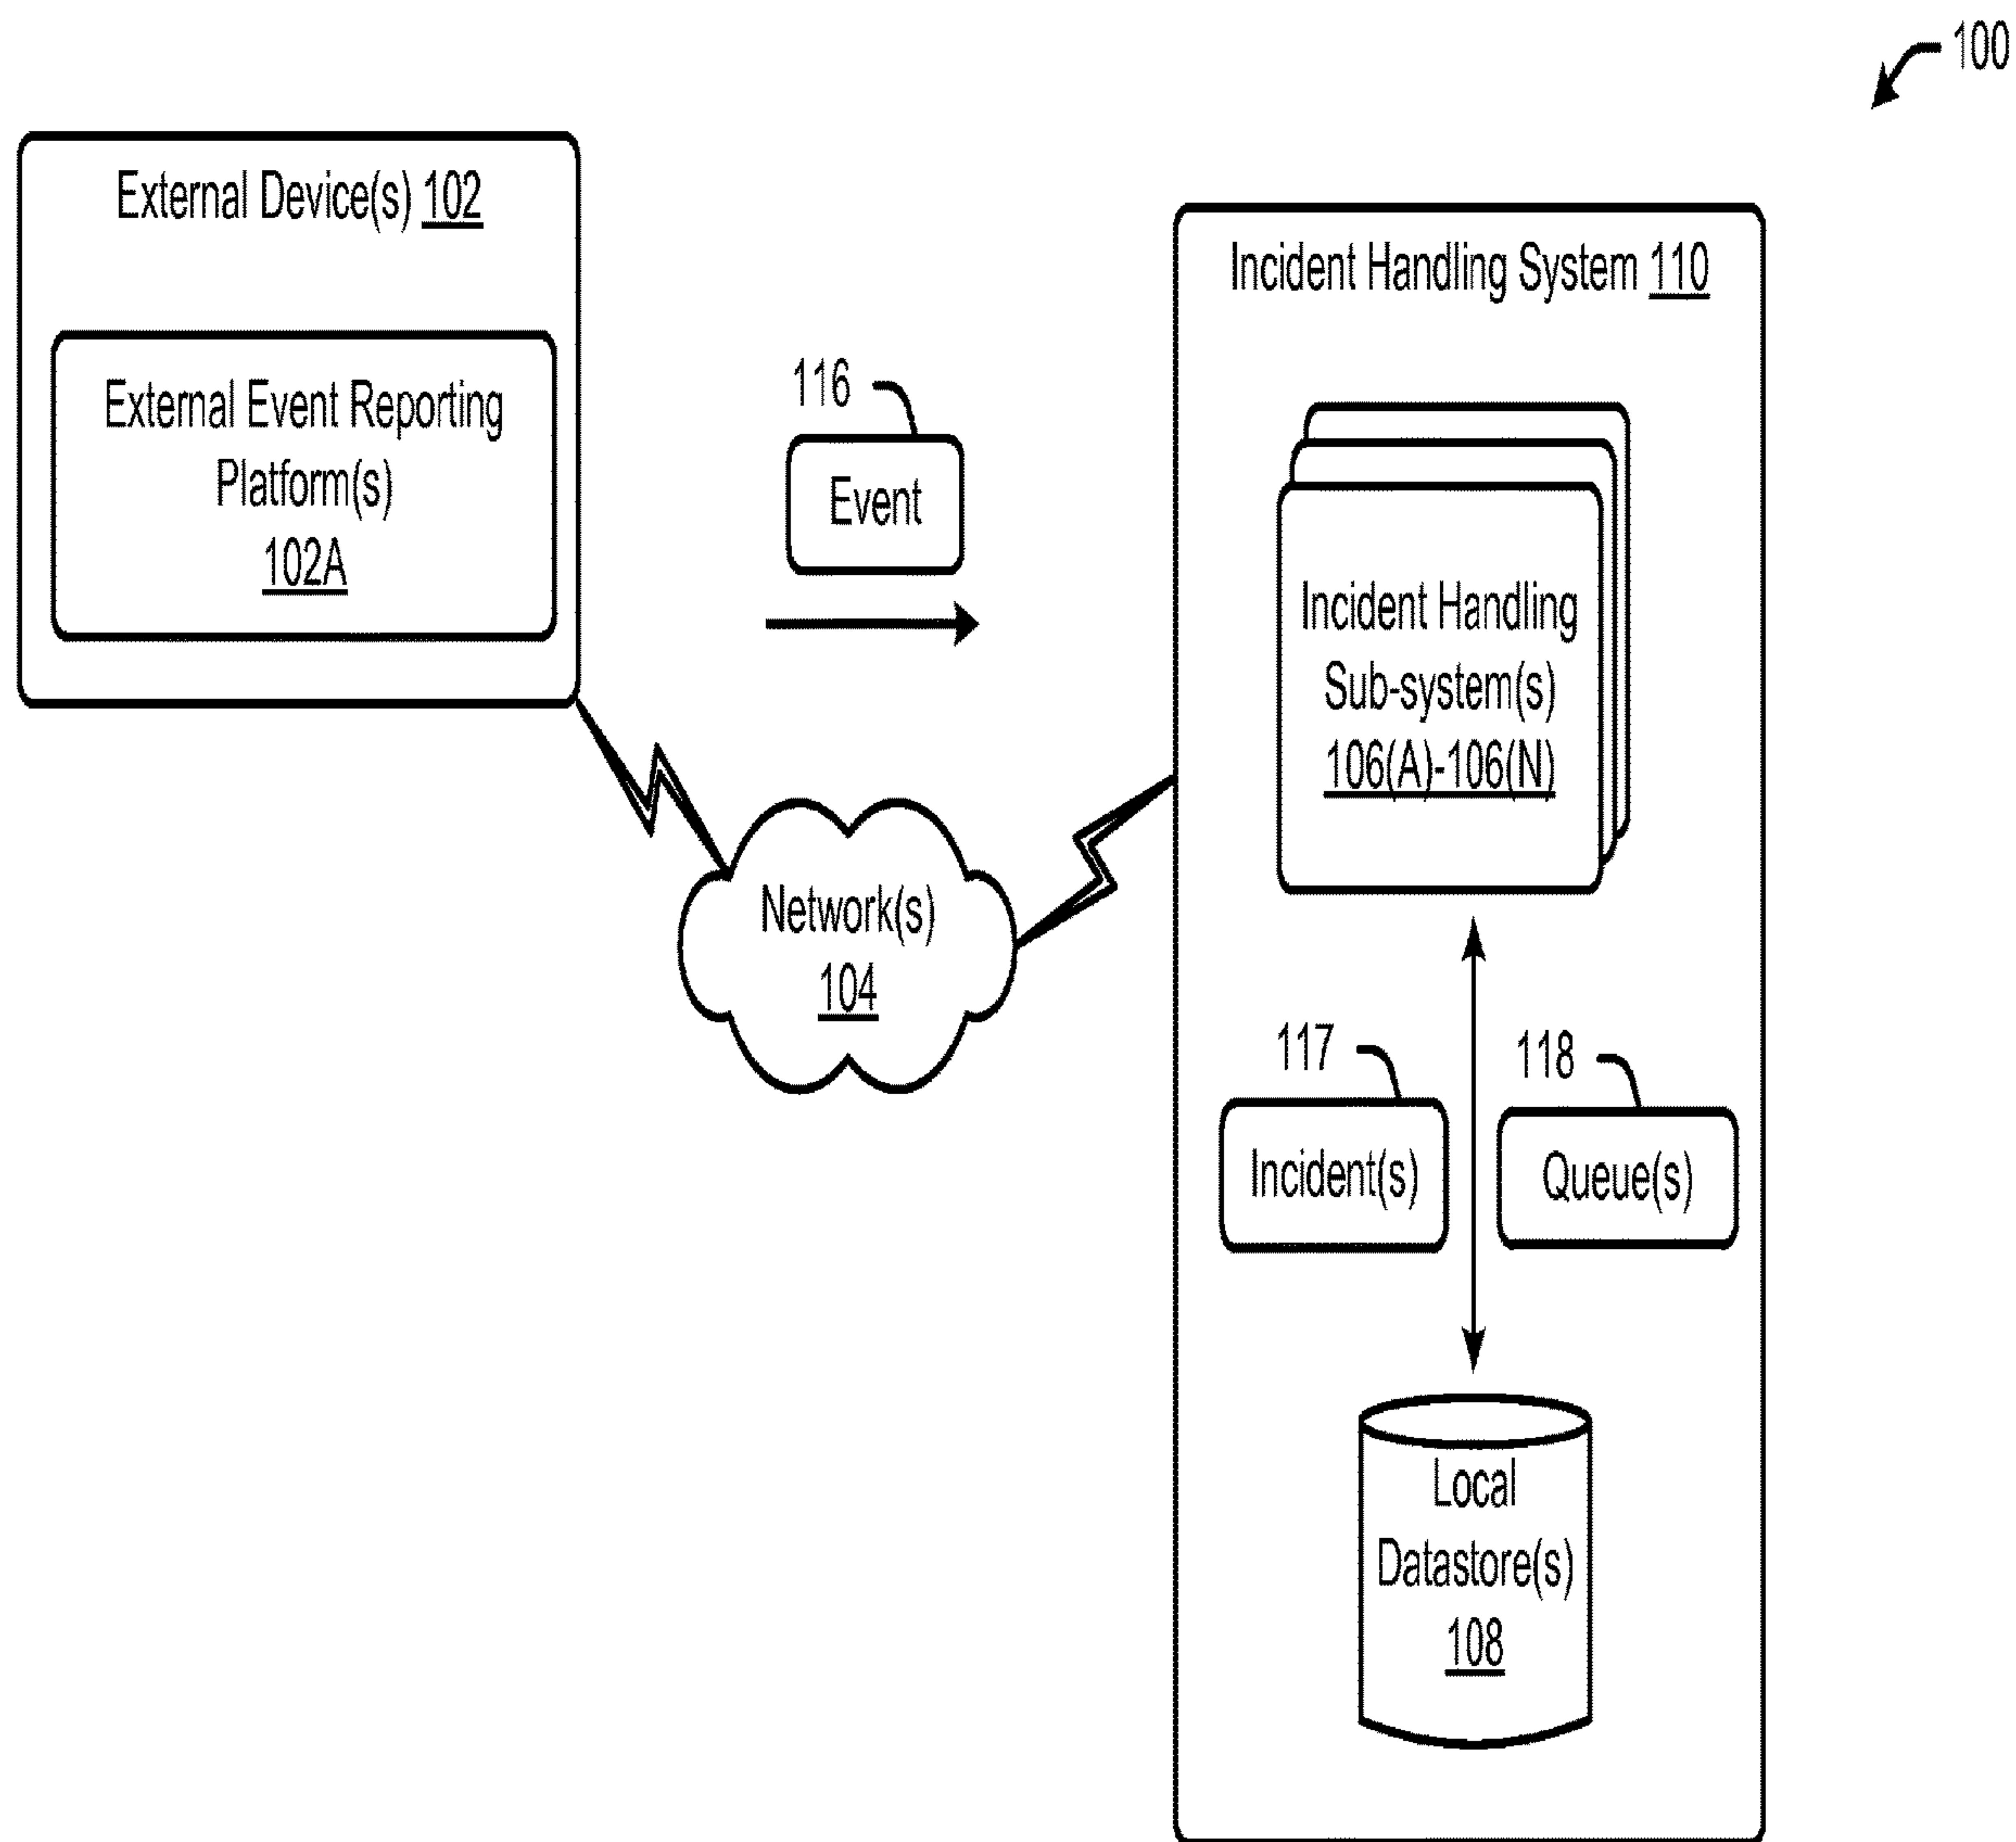 100
External Device(s) 102
External Event Reporting
Platform(s)
102A
116
Event
Network(s)
104
Incident Handling System 110
Incident Handling
Sub-system(s)
106(A)-106(N)
117
118
Incident(s)
Queue(s)
Local
Datastore(s)
108